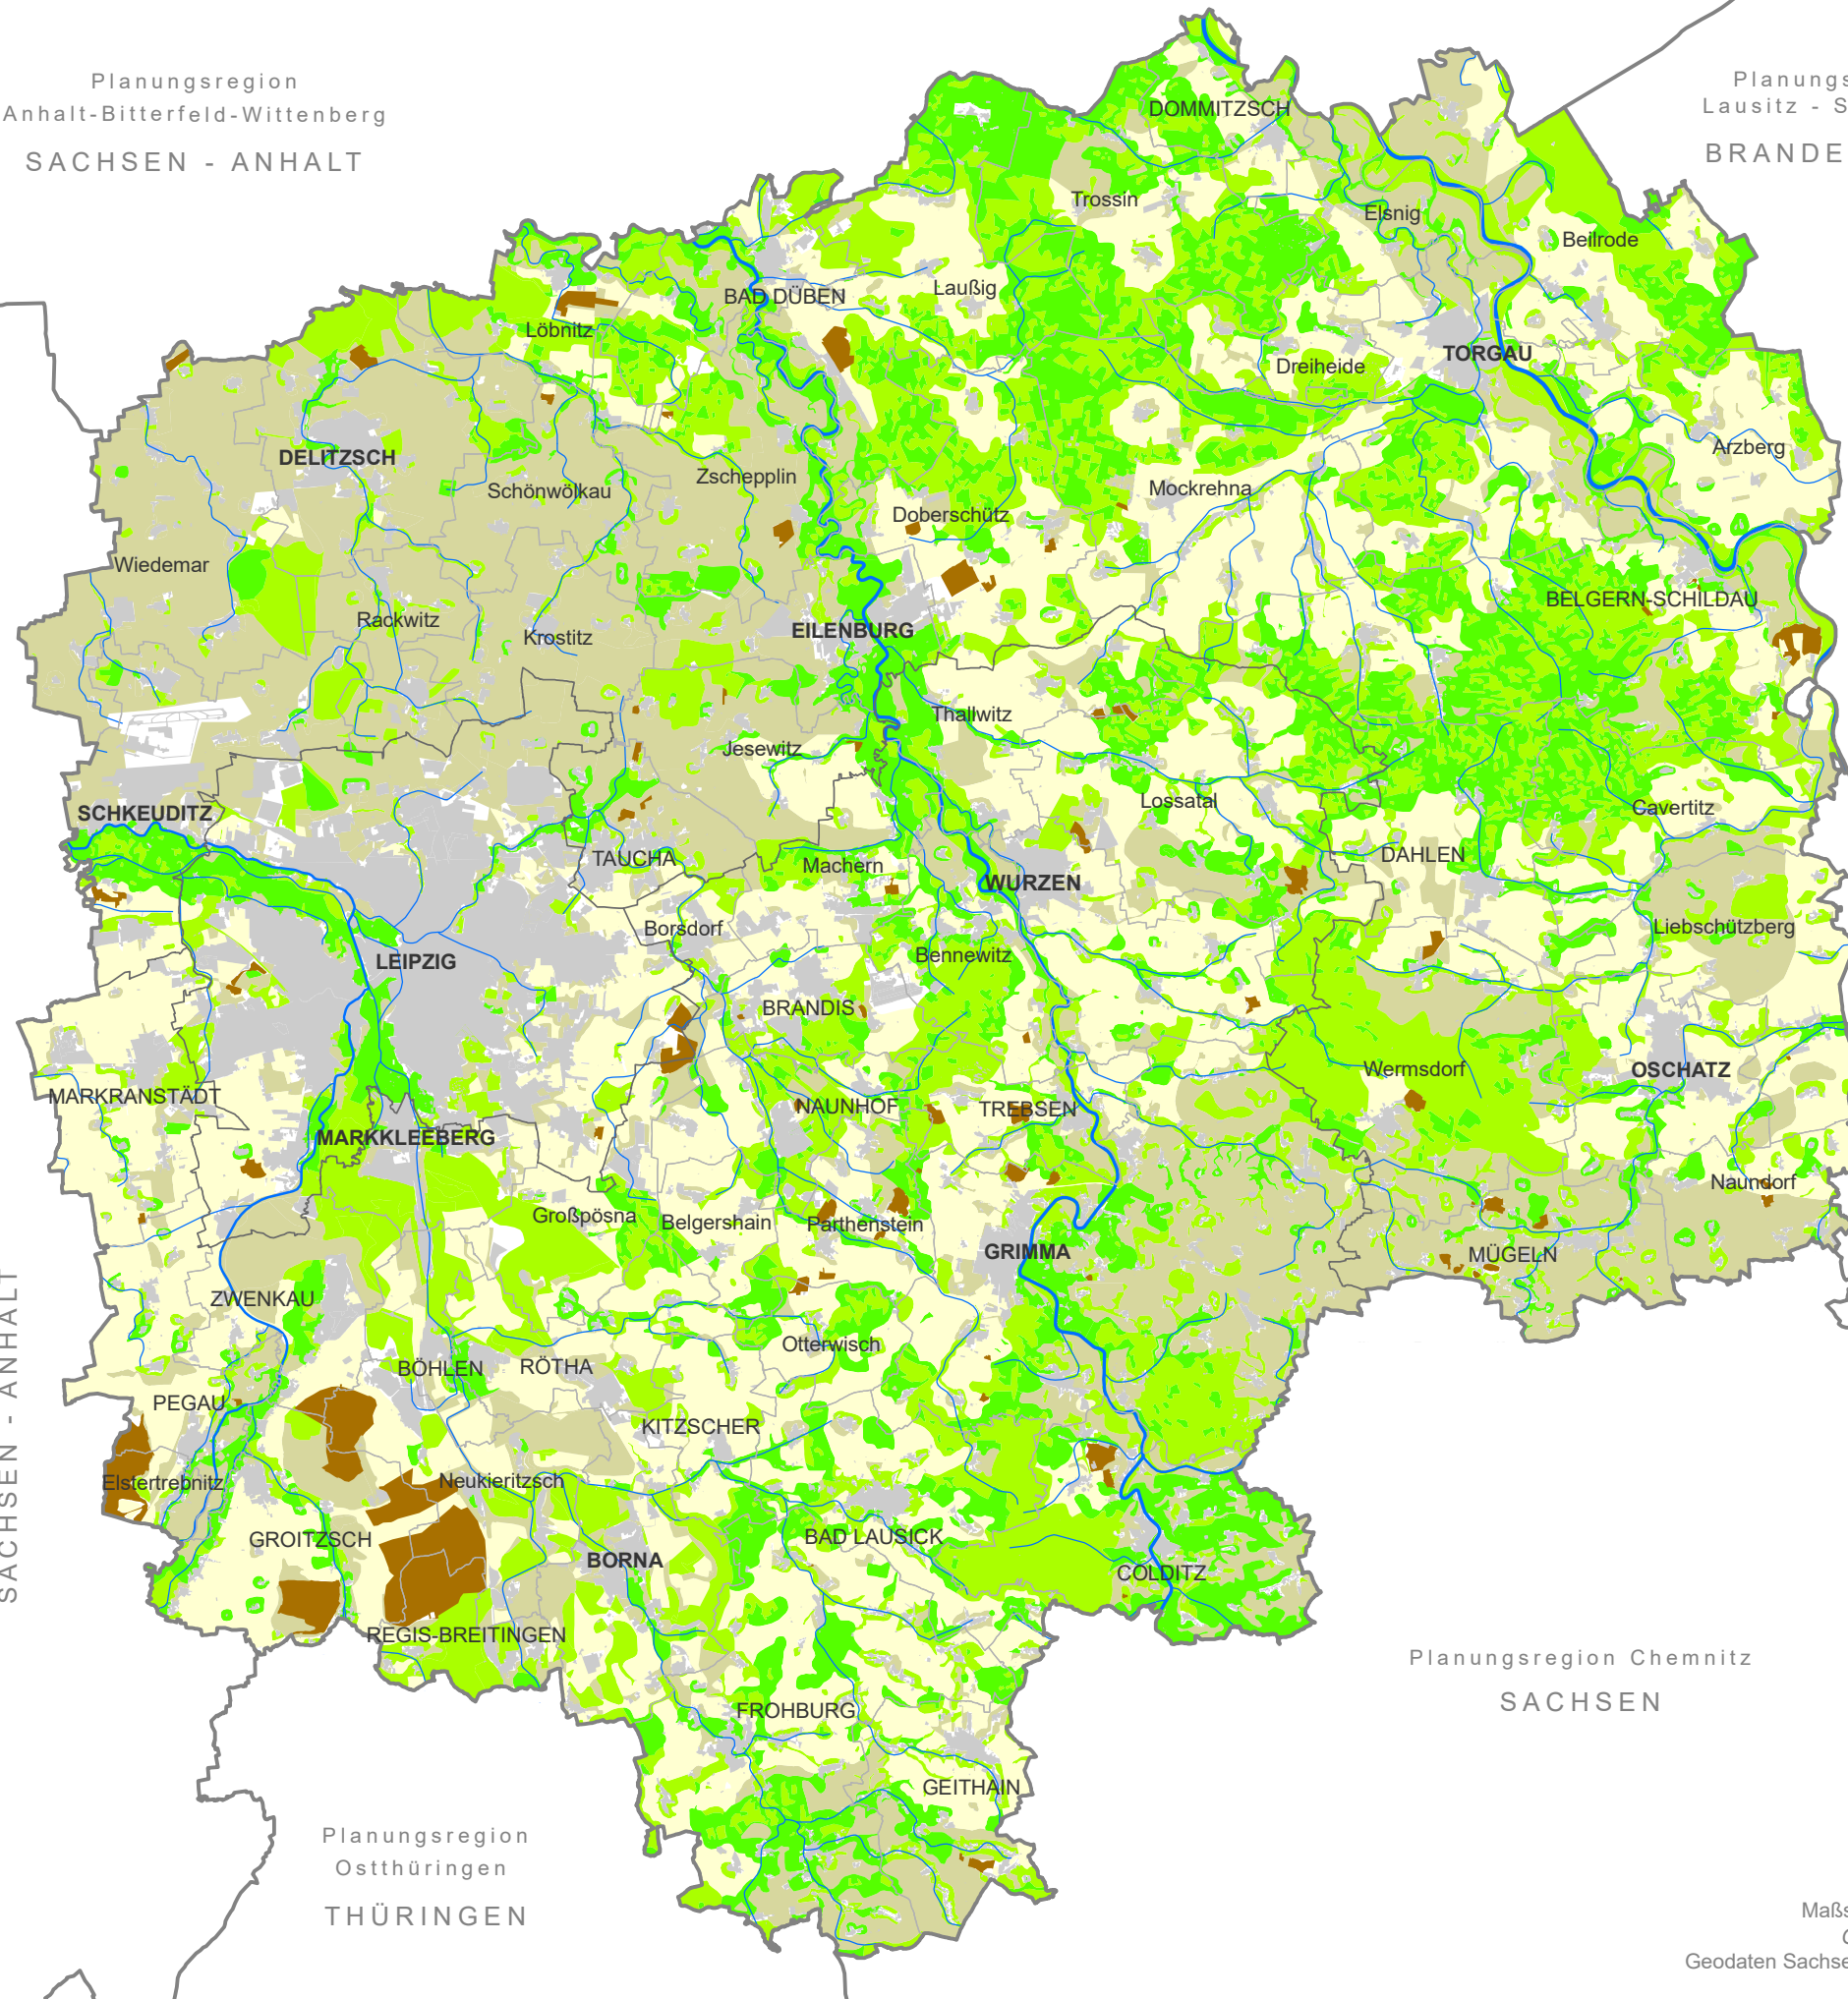 Planungsregion
Anhalt-Bitterfeld-Wittenberg
SACHSEN - ANHALT
Planungs
Lausitz - S
BRANDE
DOMMITZSCH
Trossin
Elsnig
Beilrode
BAD DÜBEN
Laußig
Löbnitz
TORGAU
Dreiheide
Arzberg
DELITZSCH
Zschepplin
Schönwölkau
Mockrehna
Doberschütz
Wiedemar
BELGERN-SCHILDAU
Rackwitz
EILENBURG
Krostitz
Thallwitz
Jesewitz
Lossatal
Cavertitz
SCHKEUDITZ
TAUCHA
Machern
DAHLEN
WURZEN
Borsdorf
Liebschützberg
LEIPZIG
Bennewitz
BRANDIS
Wermsdorf
OSCHATZ
MARKRANSTÄDT
NAUNHOF
TREBSEN
MARKKLEEBERG
Naundorf
Großpösna
Belgershain
Parthenstein
GRIMMA
MÜGELN
ZWENKAU
Otterwisch
BÖHLEN
RÖTHA
PEGAU
KITZSCHER
Elstertrebnitz
Neukieritzsch
GROITZSCH
BAD LAUSICK
BORNA
COLDITZ
SACHSEN - ANHALT
REGIS-BREITINGEN
Planungsregion Chemnitz
SACHSEN
FROHBURG
GEITHAIN
Planungsregion
Ostthüringen
THÜRINGEN
Maßs
Geodaten Sachse